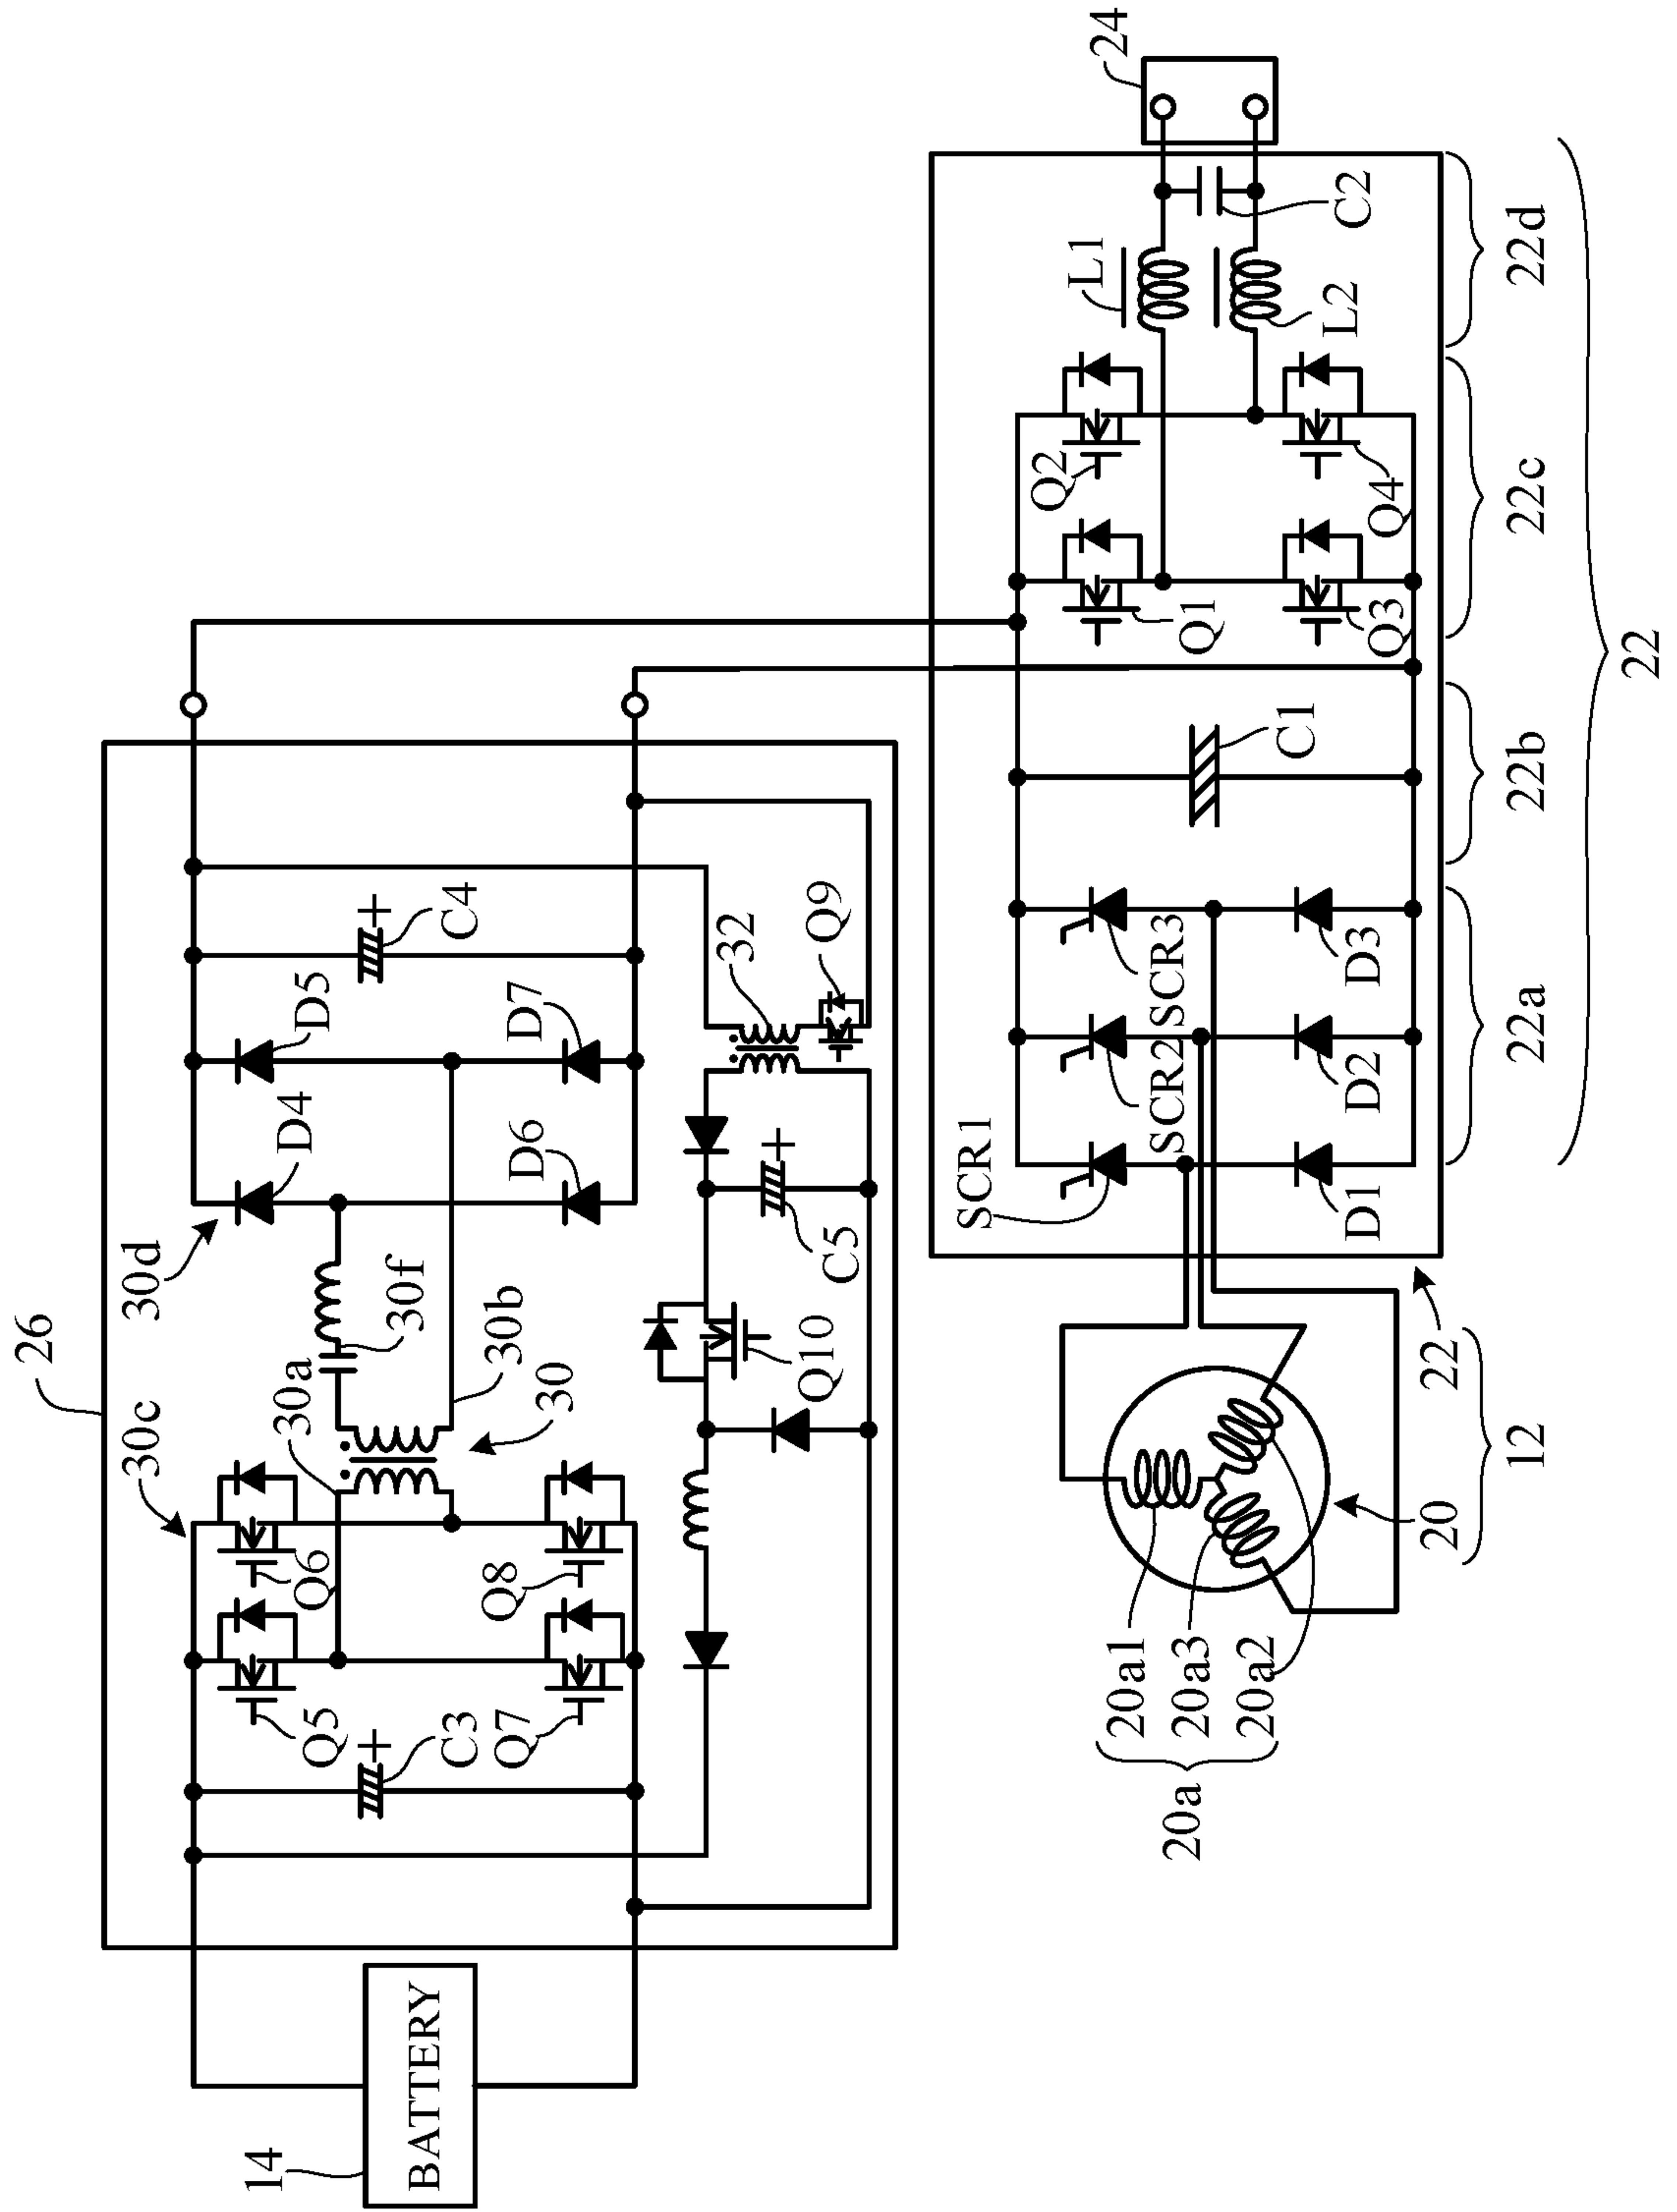 26
30c
30a
30d
D4
D5
Q6
30f
Q5
C3
C4
Q7
Q8
30
30b
D6
D7
14
BATTERY
32
Q9
Q10
C5
24
SCR1
SCR2
SCR3
Q2
L1
C1
Q1
L2
C2
D1
D2
D3
Q3
Q4
20a1
20a3
20a2
20a
20
22
12
22a
22b
22c
22d
22